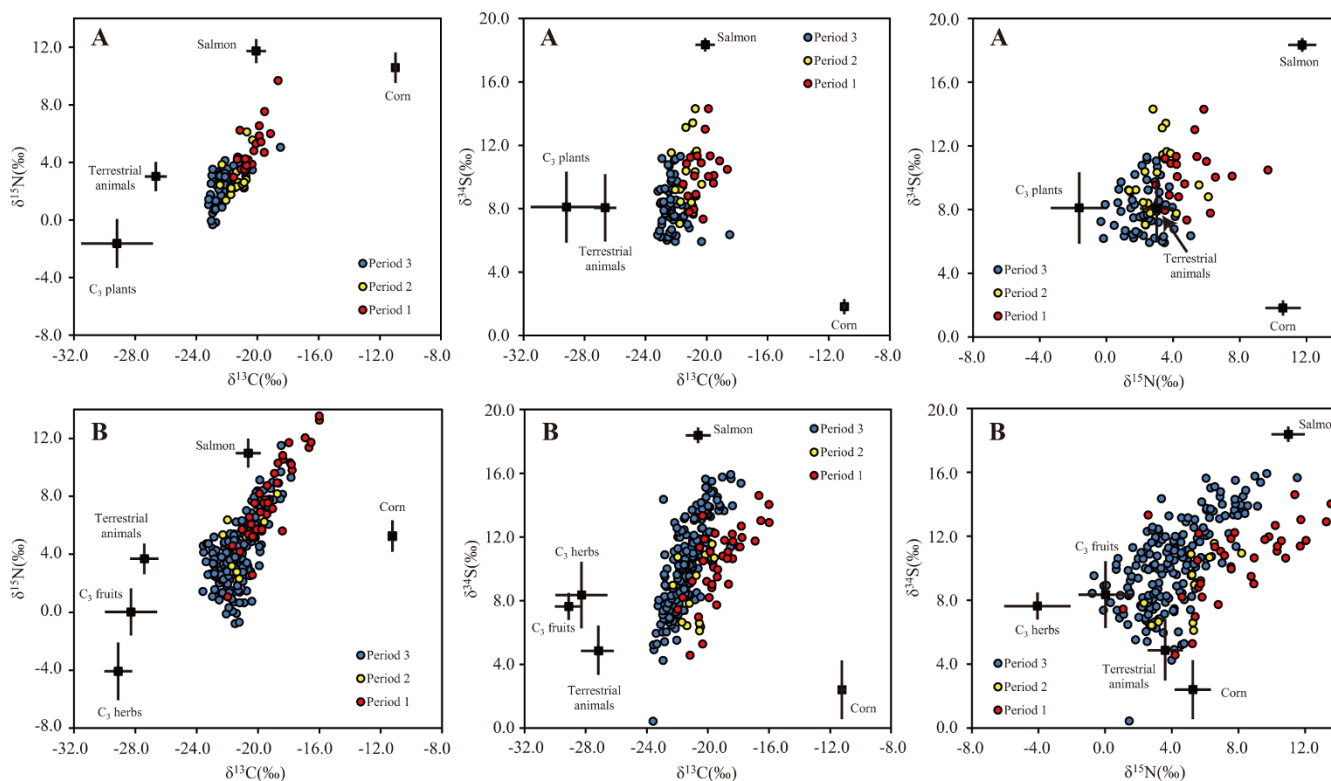 A
12.0
8.0
4.0
0.0
-4.0
-8.0
δ15N(‰)
Salmon
Corn
Terrestrial
animals
C3 plants
Period 3
Period 2
Period 1
-32.0 -28.0 -24.0 -20.0 -16.0 -12.0 -8.0
δ13C(‰)
A
20.0
16.0
12.0
8.0
4.0
0.0
δ34S(‰)
Salmon
Period 3
Period 2
Period 1
C3 plants
Terrestrial
animals
Corn
-32.0 -28.0 -24.0 -20.0 -16.0 -12.0 -8.0
δ13C(‰)
A
20.0
16.0
12.0
8.0
4.0
0.0
δ34S(‰)
Salmon
C3 plants
Terrestrial
animals
Period 3
Period 2
Period 1
Corn
-8.0 -4.0 0.0 4.0 8.0 12.0
δ15N(‰)
B
12.0
8.0
4.0
0.0
-4.0
-8.0
δ15N(‰)
Salmon
Corn
Terrestrial
animals
C3 fruits
C3 herbs
Period 3
Period 2
Period 1
-32.0 -28.0 -24.0 -20.0 -16.0 -12.0 -8.0
δ13C(‰)
B
20.0
16.0
12.0
8.0
4.0
0.0
δ34S(‰)
Salmon
Period 3
Period 2
Period 1
C3 herbs
C3 fruits
Terrestrial
animals
Corn
-32.0 -28.0 -24.0 -20.0 -16.0 -12.0 -8.0
δ13C(‰)
B
20.0
16.0
12.0
8.0
4.0
0.0
δ34S(‰)
Salmon
C3 fruits
C3 herbs
Terrestrial
animals
Corn
Period 3
Period 2
Period 1
-8.0 -4.0 0.0 4.0 8.0 12.0
δ15N(‰)